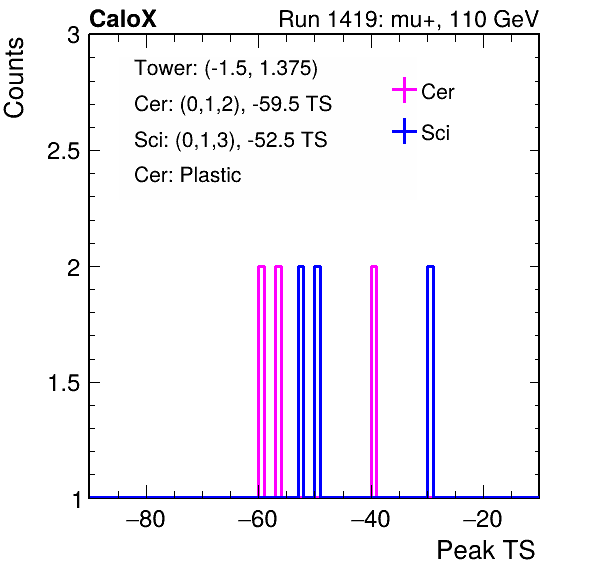 CaloX Run 1419: mu+, 110 GeV
Counts
3
2.5
2
1.5
1
Tower: (-1.5, 1.375)
Cer: (0,1,2), -59.5 TS
Sci: (0,1,3), -52.5 TS
Cer: Plastic
Cer
Sci
−80 −60 −40 −20
Peak TS